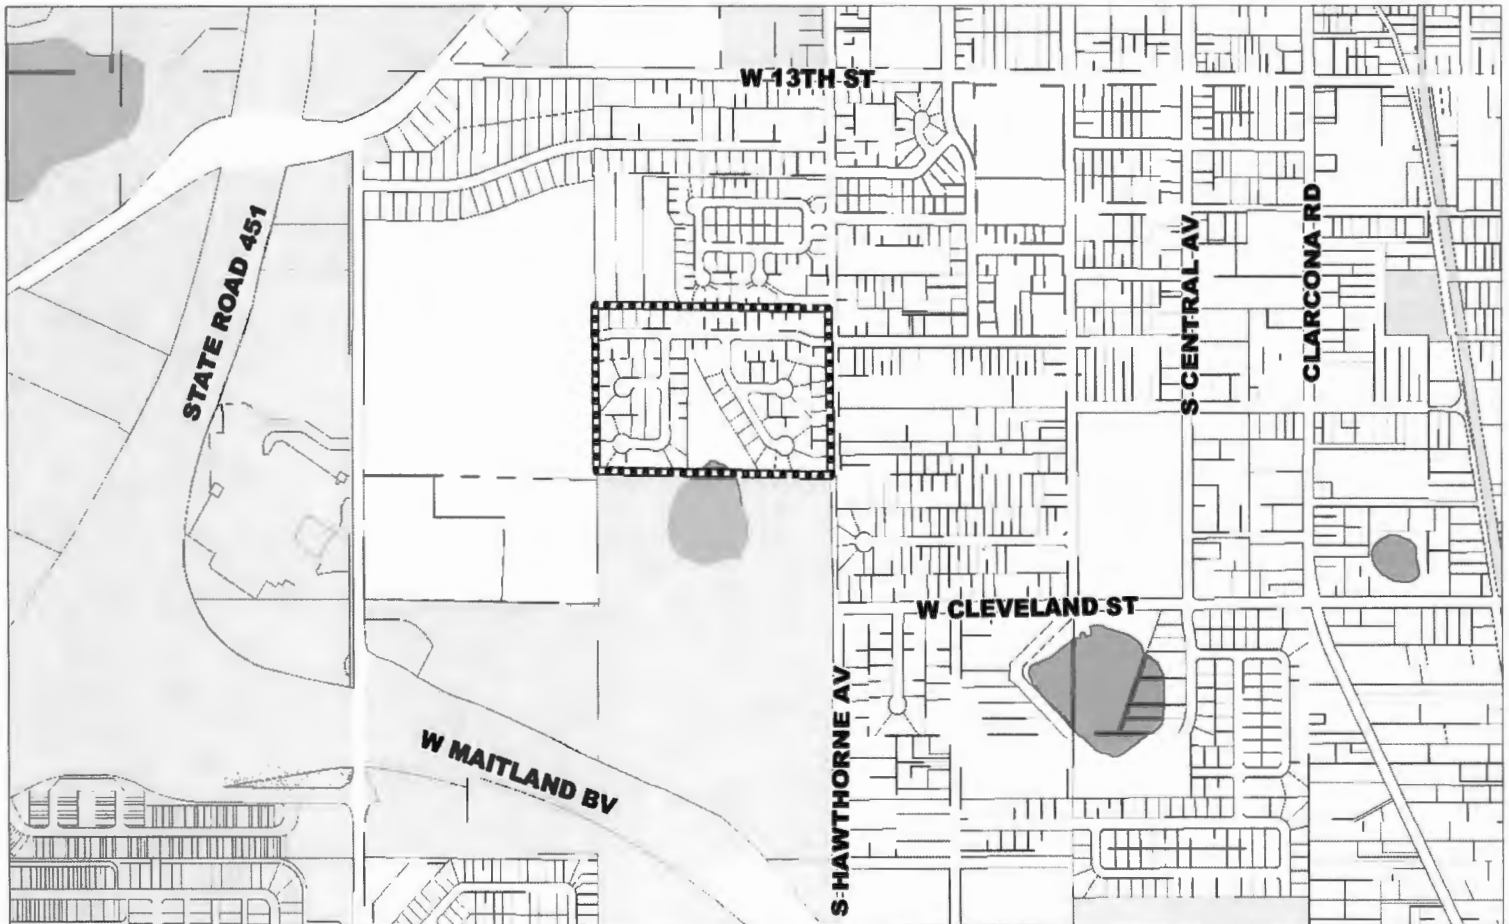 W 13TH ST
STATE ROAD 451
S CENTRAL AV
CLARCONA RD
W CLEVELAND ST
S HAWTHORNE AV
W MAITLAND BV